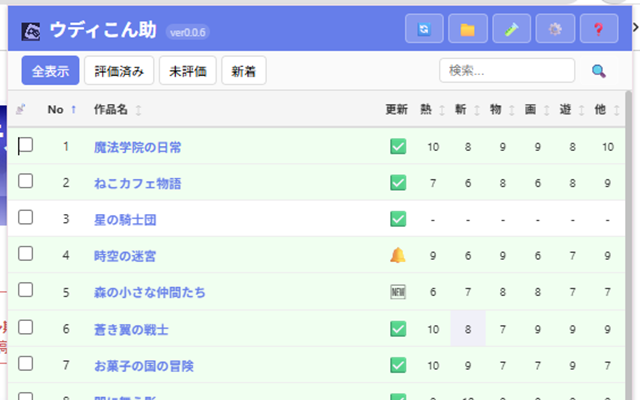 ウディこん助 ver0.0.6
全表示 評価済み 未評価 新着 検索...
No ↑ 作品名 更新 熱 斬 物 画 遊 他
1 魔法学院の日常 ✅ 10 8 9 9 8 10
2 ねこカフェ物語 ✅ 7 6 8 6 8 9
3 星の騎士団 ✅ - - - - - -
4 時空の迷宮 🔔 9 6 9 6 7 9
5 森の小さな仲間たち NEW 6 7 8 8 7 7
6 蒼き翼の戦士 ✅ 10 8 7 9 9 9
7 お菓子の国の冒険 ✅ 10 9 7 7 9 7